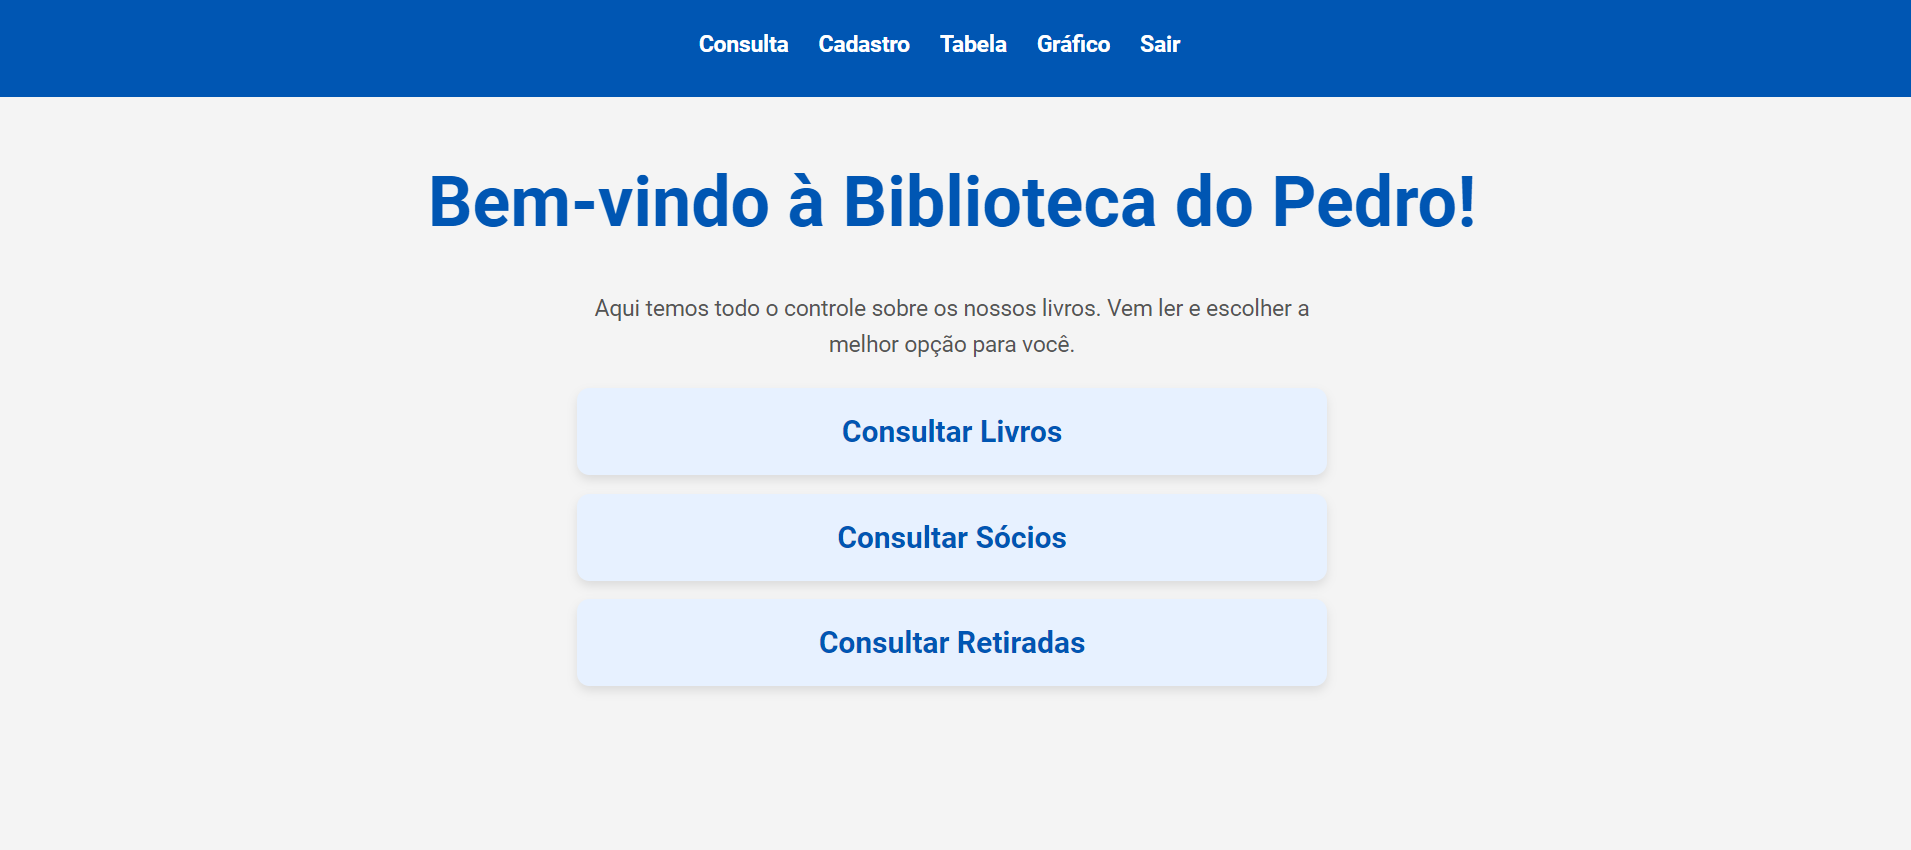 Consulta Cadastro Tabela Gráfico Sair
Bem-vindo à Biblioteca do Pedro!
Aqui temos todo o controle sobre os nossos livros. Vem ler e escolher a
melhor opção para você.
Consultar Livros
Consultar Sócios
Consultar Retiradas